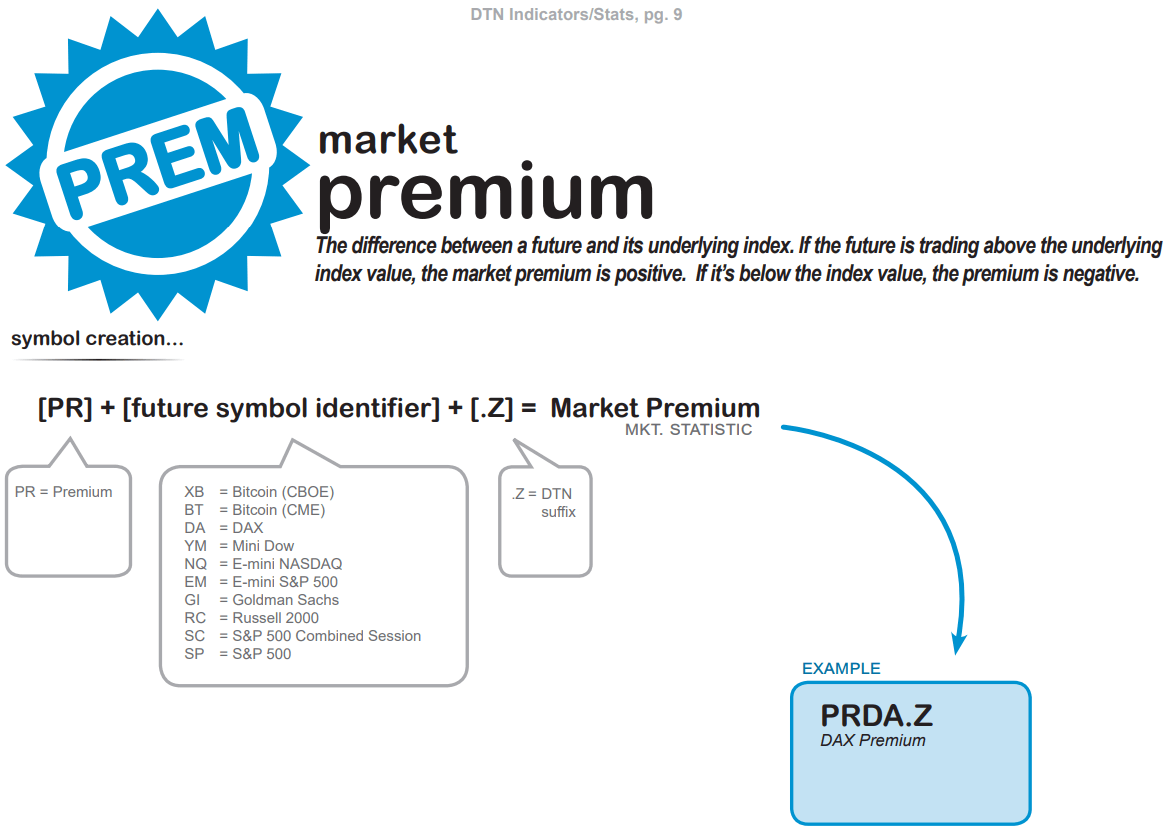 DTN Indicators/Stats, pg. 9
PREM
market
premium
The difference between a future and its underlying index. If the future is trading above the underlying
index value, the market premium is positive.  If it's below the index value, the premium is negative.
symbol creation...
[PR] + [future symbol identifier] + [.Z] =  Market Premium
MKT. STATISTIC
PR = Premium
XB = Bitcoin (CBOE)
BT = Bitcoin (CME)
DA = DAX
YM = Mini Dow
NQ = E-mini NASDAQ
EM = E-mini S&P 500
GI = Goldman Sachs
RC = Russell 2000
SC = S&P 500 Combined Session
SP = S&P 500
.Z = DTN
suffix
EXAMPLE
PRDA.Z
DAX Premium